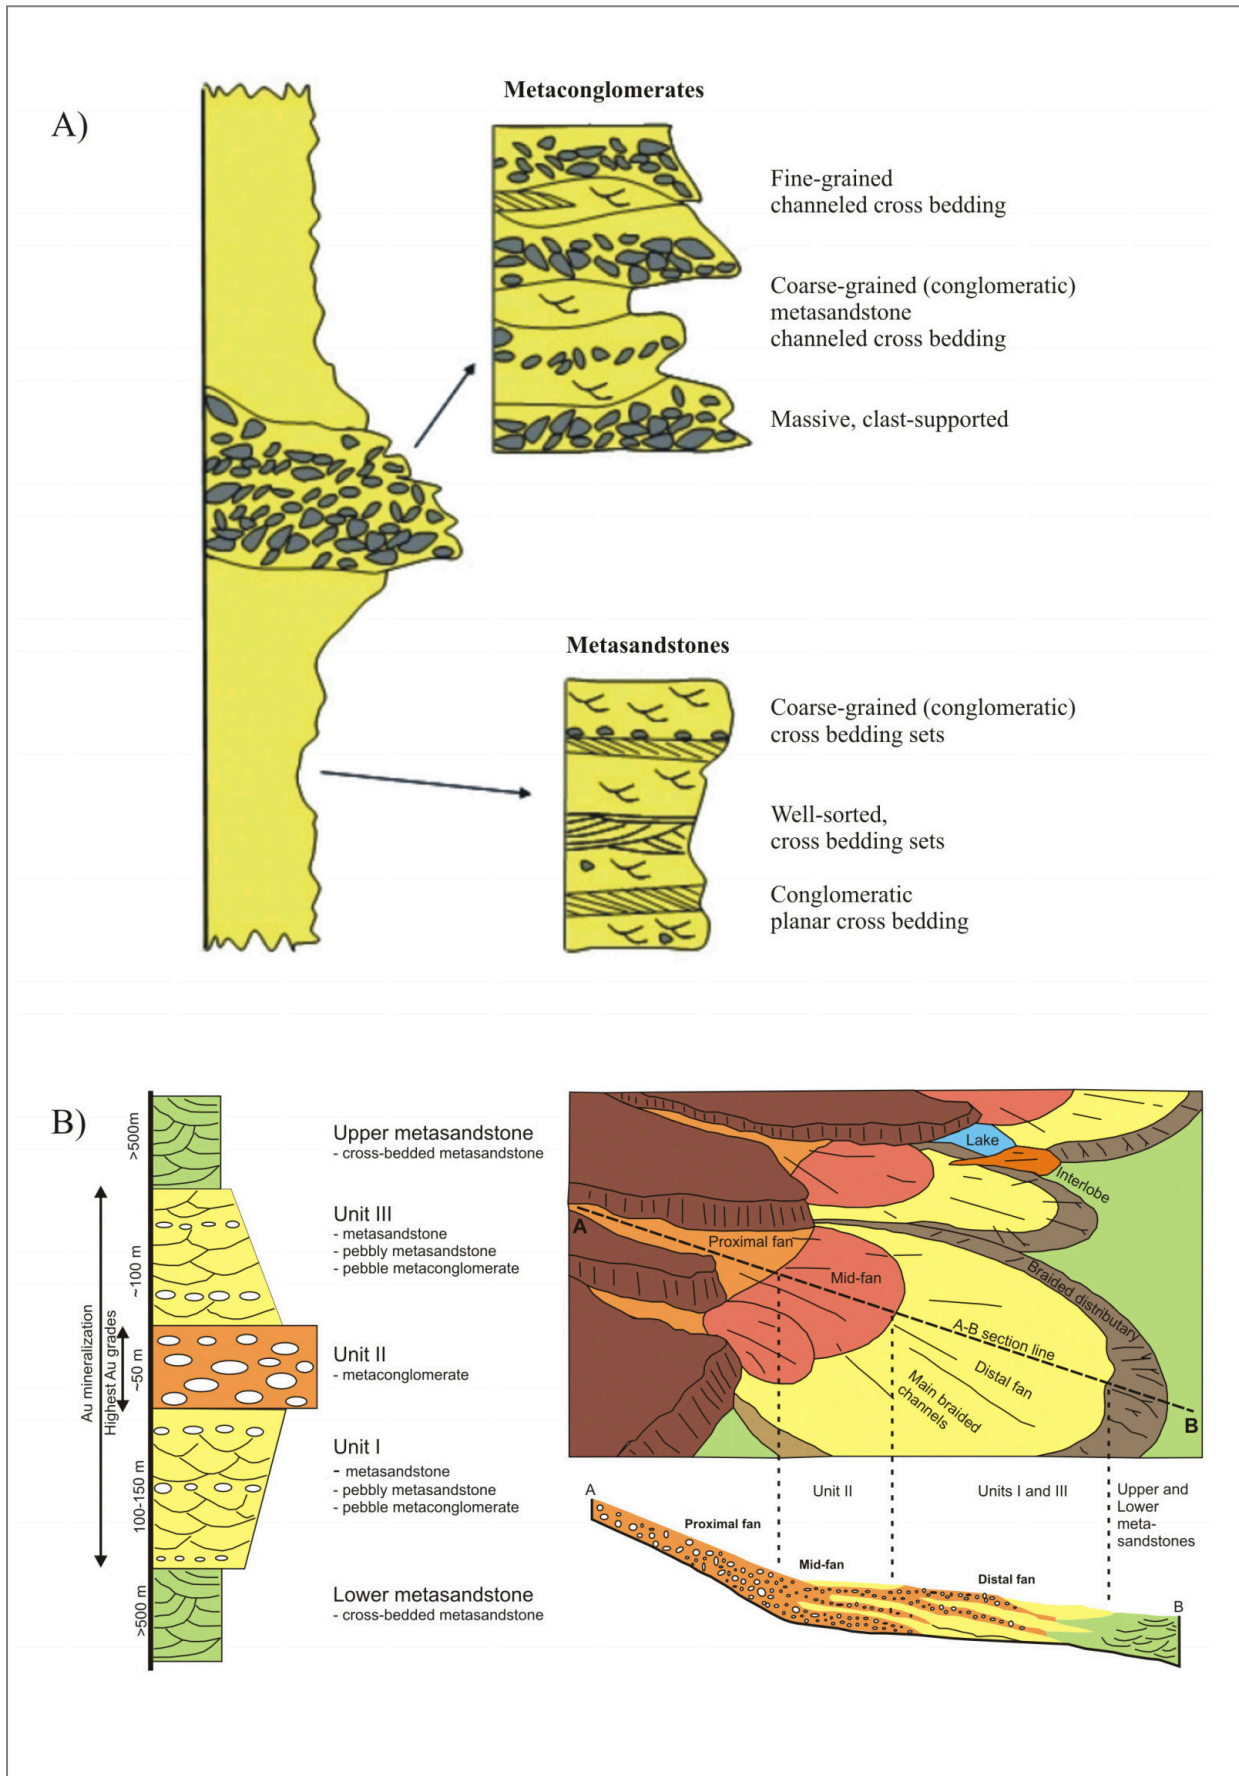 A)
Metaconglomerates
Fine-grained
channeled cross bedding
Coarse-grained (conglomeratic)
metasandstone
channeled cross bedding
Massive, clast-supported
Metasandstones
Coarse-grained (conglomeratic)
cross bedding sets
Well-sorted,
cross bedding sets
Conglomeratic
planar cross bedding
B)
>500m
~100 m
~50 m
100-150 m
>500 m
Au mineralization
Highest Au grades
Upper metasandstone
- cross-bedded metasandstone
Unit III
- metasandstone
- pebbly metasandstone
- pebble metaconglomerate
Unit II
- metaconglomerate
Unit I
- metasandstone
- pebbly metasandstone
- pebble metaconglomerate
Lower metasandstone
- cross-bedded metasandstone
Lake
Interlobe
A
Proximal fan
Mid-fan
Braided distributary
A-B section line
Distal fan
Main braided
channels
B
Unit II
Units I and III
Upper and
Lower
meta-
sandstones
A
Proximal fan
Mid-fan
Distal fan
B